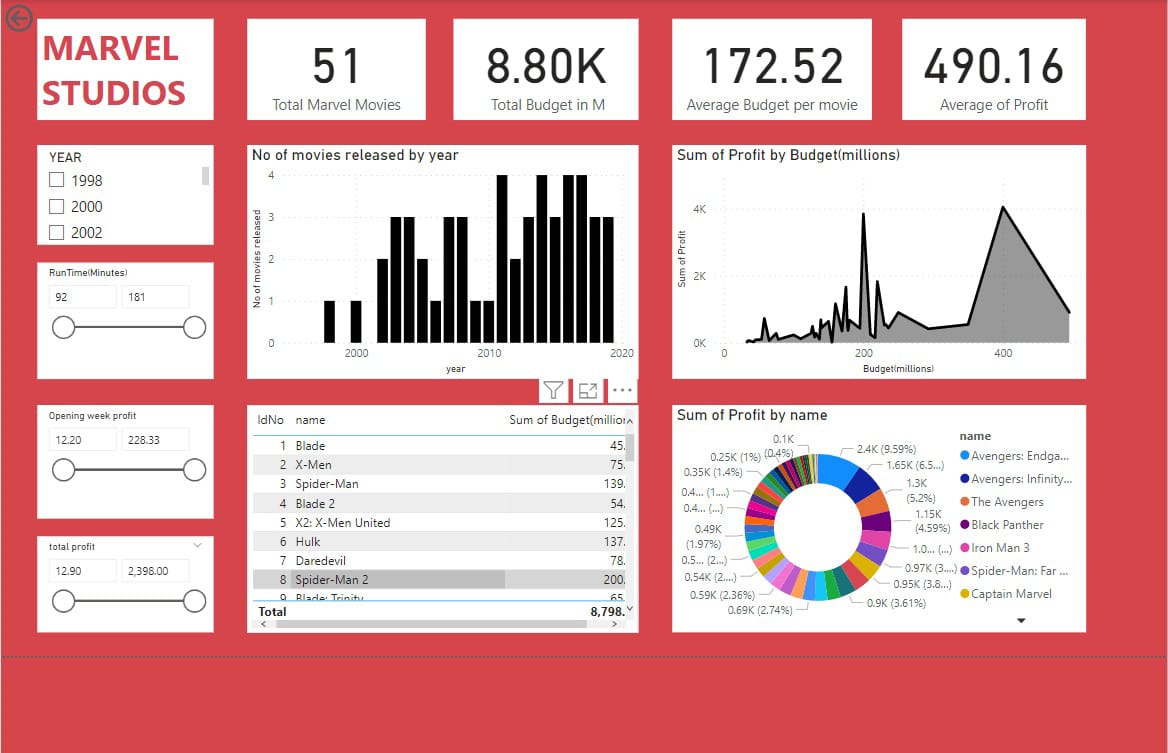 MARVEL
STUDIOS
51
Total Marvel Movies
8.80K
Total Budget in M
172.52
Average Budget per movie
490.16
Average of Profit
YEAR
1998
2000
2002
RunTime(Minutes)
92 181
Opening week profit
12.20 228.33
total profit
12.90 2,398.00
No of movies released by year
No of movies released
4
3
2
1
0
2000 2010 2020
year
Sum of Profit by Budget(millions)
Sum of Profit
4K
2K
0K
0 200 400
Budget(millions)
IdNo name Sum of Budget(million
1 Blade 45.
2 X-Men 75.
3 Spider-Man 139.
4 Blade 2 54.
5 X2: X-Men United 125.
6 Hulk 137.
7 Daredevil 78.
8 Spider-Man 2 200.
9 Blade: Trinity 65.
Total 8,798.
Sum of Profit by name
2.4K (9.59%)
1.65K (6.5...)
1.3K
(5.2%)
1.15K
(4.59%)
1.0... (...)
0.97K (3...)
0.95K (3.8...)
0.9K (3.61%)
0.69K (2.74%)
0.59K (2.36%)
0.54K (2....)
0.5... (2...)
0.49K
(1.97%)
0.4... (...)
0.4... (1....)
0.35K (1.4%)
0.25K (1%)
0.1K
(0.4%)
name
Avengers: Endga...
Avengers: Infinity...
The Avengers
Black Panther
Iron Man 3
Spider-Man: Far ...
Captain Marvel